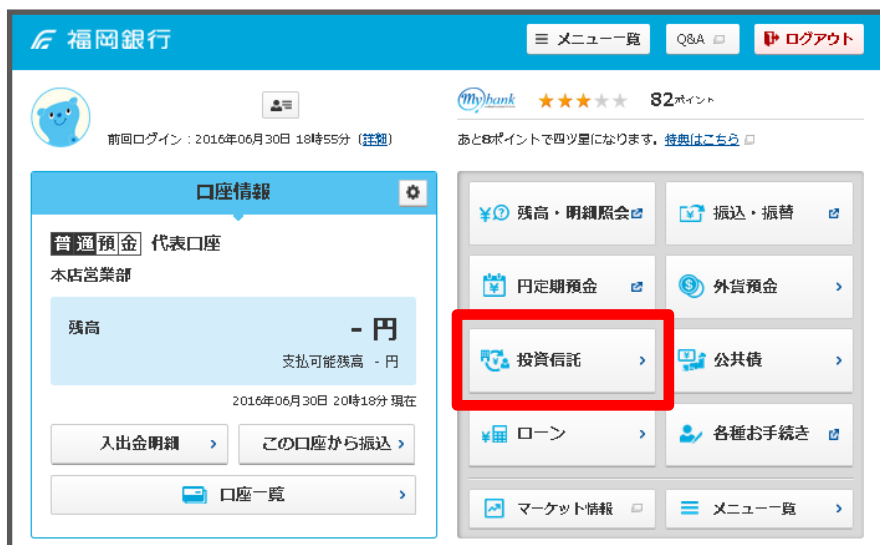 福岡銀行
メニュー一覧
Q&A
ログアウト
前回ログイン：2016年06月30日 18時55分（詳細）
Mybank 82ポイント
あと8ポイントで四ツ星になります。特典はこちら
口座情報
普通預金 代表口座
本店営業部
残高 - 円
支払可能残高 - 円
2016年06月30日 20時18分 現在
入出金明細
この口座から振込
口座一覧
残高・明細照会
振込・振替
円定期預金
外貨預金
投資信託
公共債
ローン
各種お手続き
マーケット情報
メニュー一覧